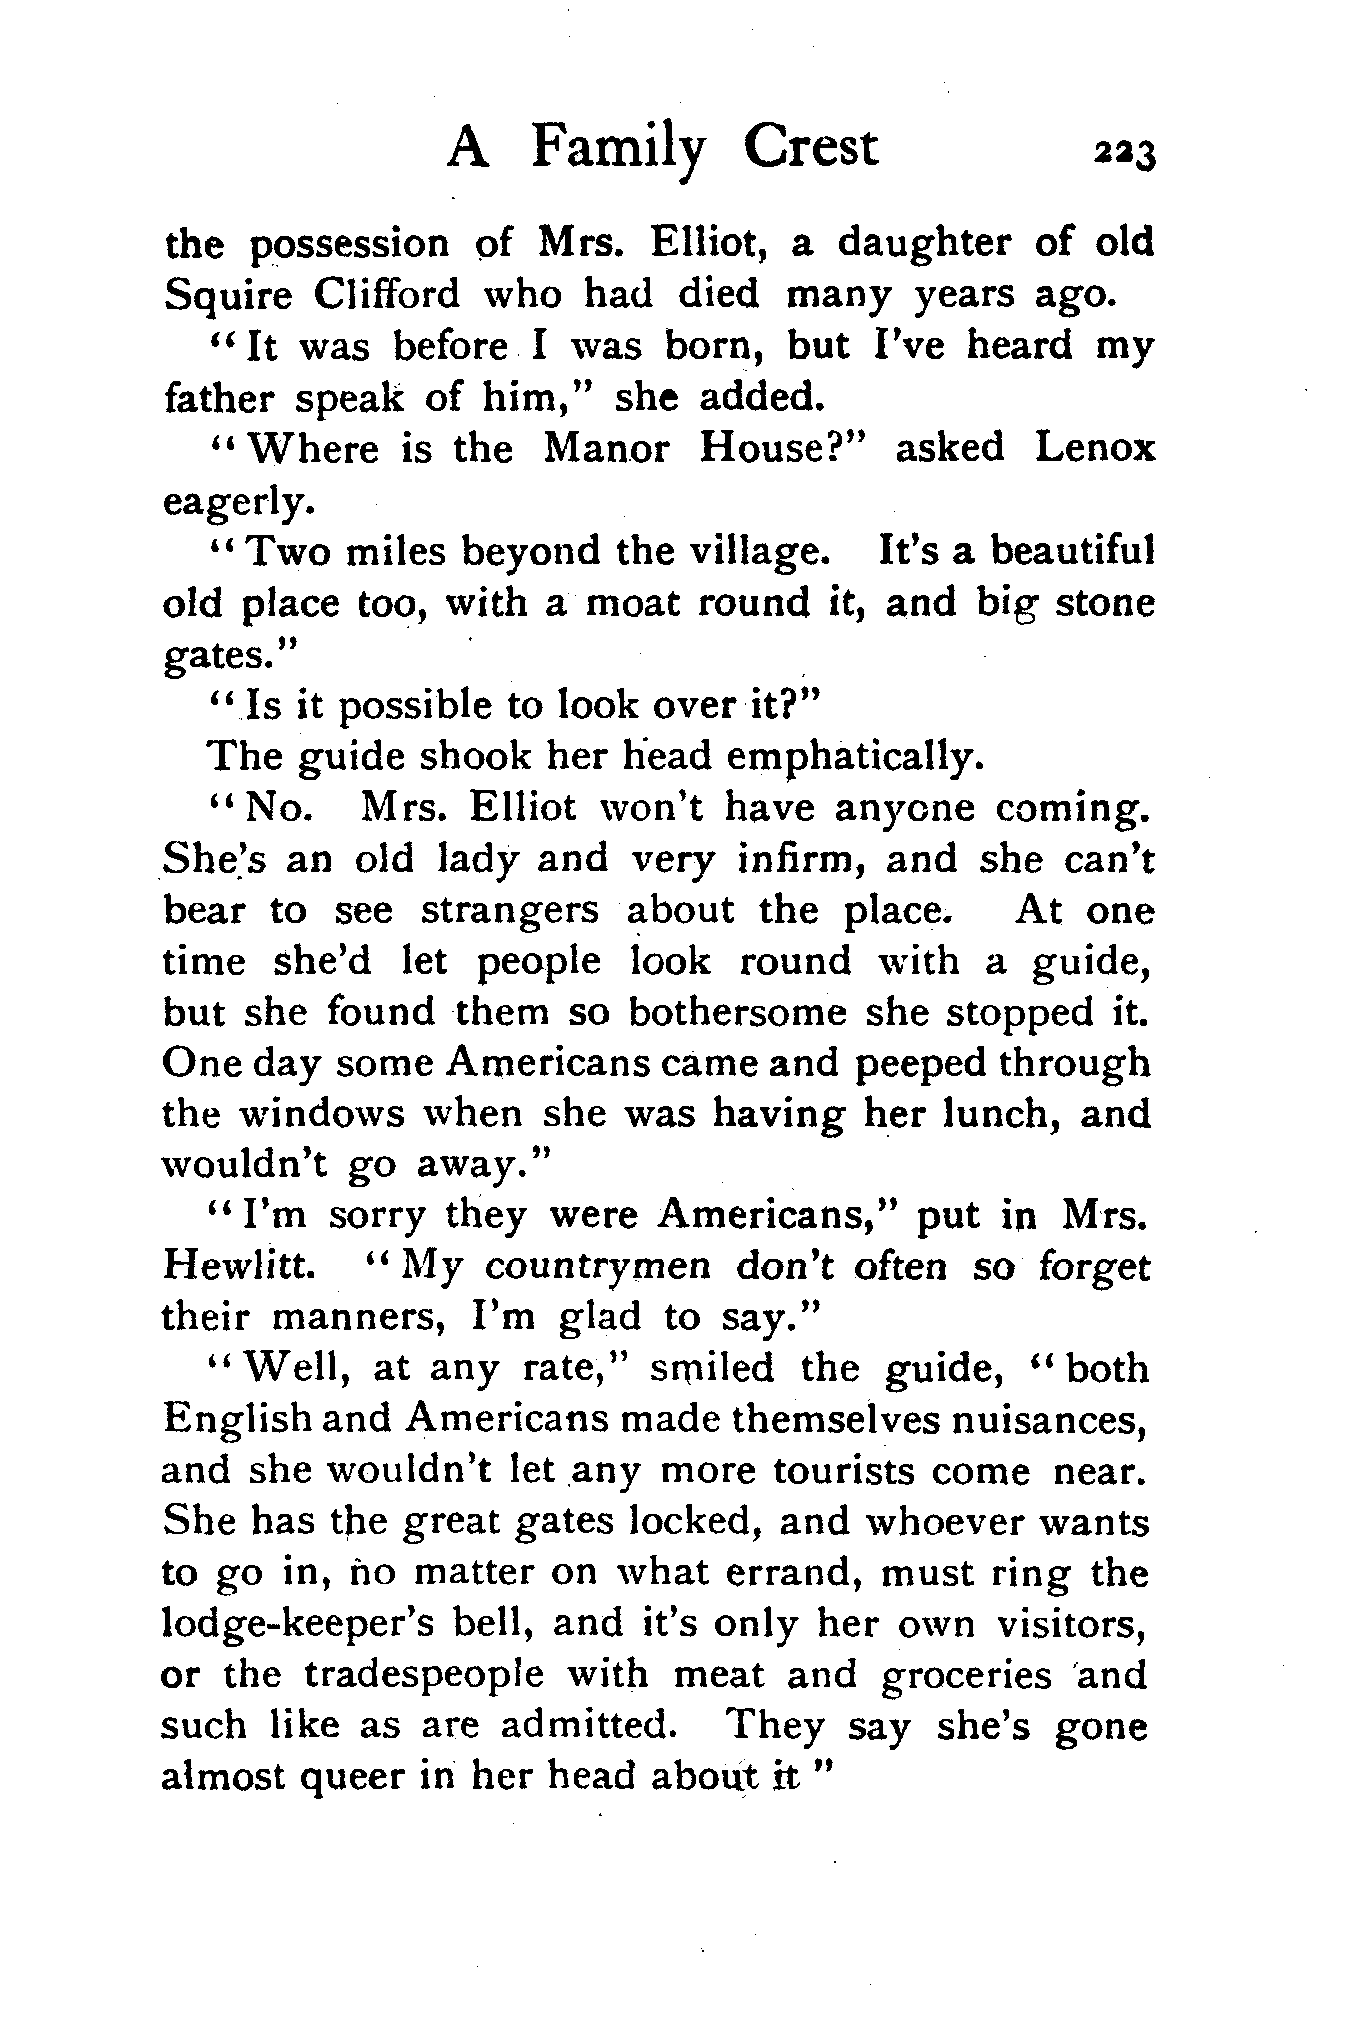 A Family Crest 223
the possession of Mrs. Elliot, a daughter of old
Squire Clifford who had died many years ago.
"It was before I was born, but I've heard my
father speak of him," she added.
"Where is the Manor House?" asked Lenox
eagerly.
"Two miles beyond the village. It's a beautiful
old place too, with a moat round it, and big stone
gates."
"Is it possible to look over it?"
The guide shook her head emphatically.
"No. Mrs. Elliot won't have anyone coming.
She's an old lady and very infirm, and she can't
bear to see strangers about the place. At one
time she'd let people look round with a guide,
but she found them so bothersome she stopped it.
One day some Americans came and peeped through
the windows when she was having her lunch, and
wouldn't go away."
"I'm sorry they were Americans," put in Mrs.
Hewlitt. "My countrymen don't often so forget
their manners, I'm glad to say."
"Well, at any rate," smiled the guide, "both
English and Americans made themselves nuisances,
and she wouldn't let any more tourists come near.
She has the great gates locked, and whoever wants
to go in, no matter on what errand, must ring the
lodge-keeper's bell, and it's only her own visitors,
or the tradespeople with meat and groceries and
such like as are admitted. They say she's gone
almost queer in her head about it "